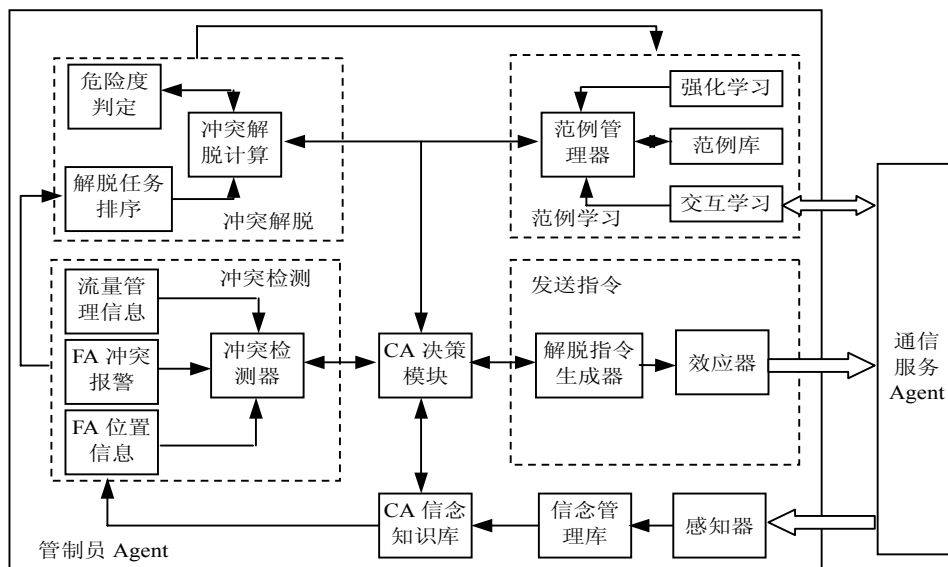 危险度
判定
冲突解
脱计算
解脱任务
排序
冲突解脱
范例管
理器
强化学习
范例库
交互学习
范例学习
流量管
理信息
冲突检测
FA 冲突
报警
冲突检
测器
FA 位置
信息
CA 决策
模块
发送指令
解脱指令
生成器
效应器
通信
服务
Agent
CA 信念
知识库
信念管
理库
感知器
管制员 Agent